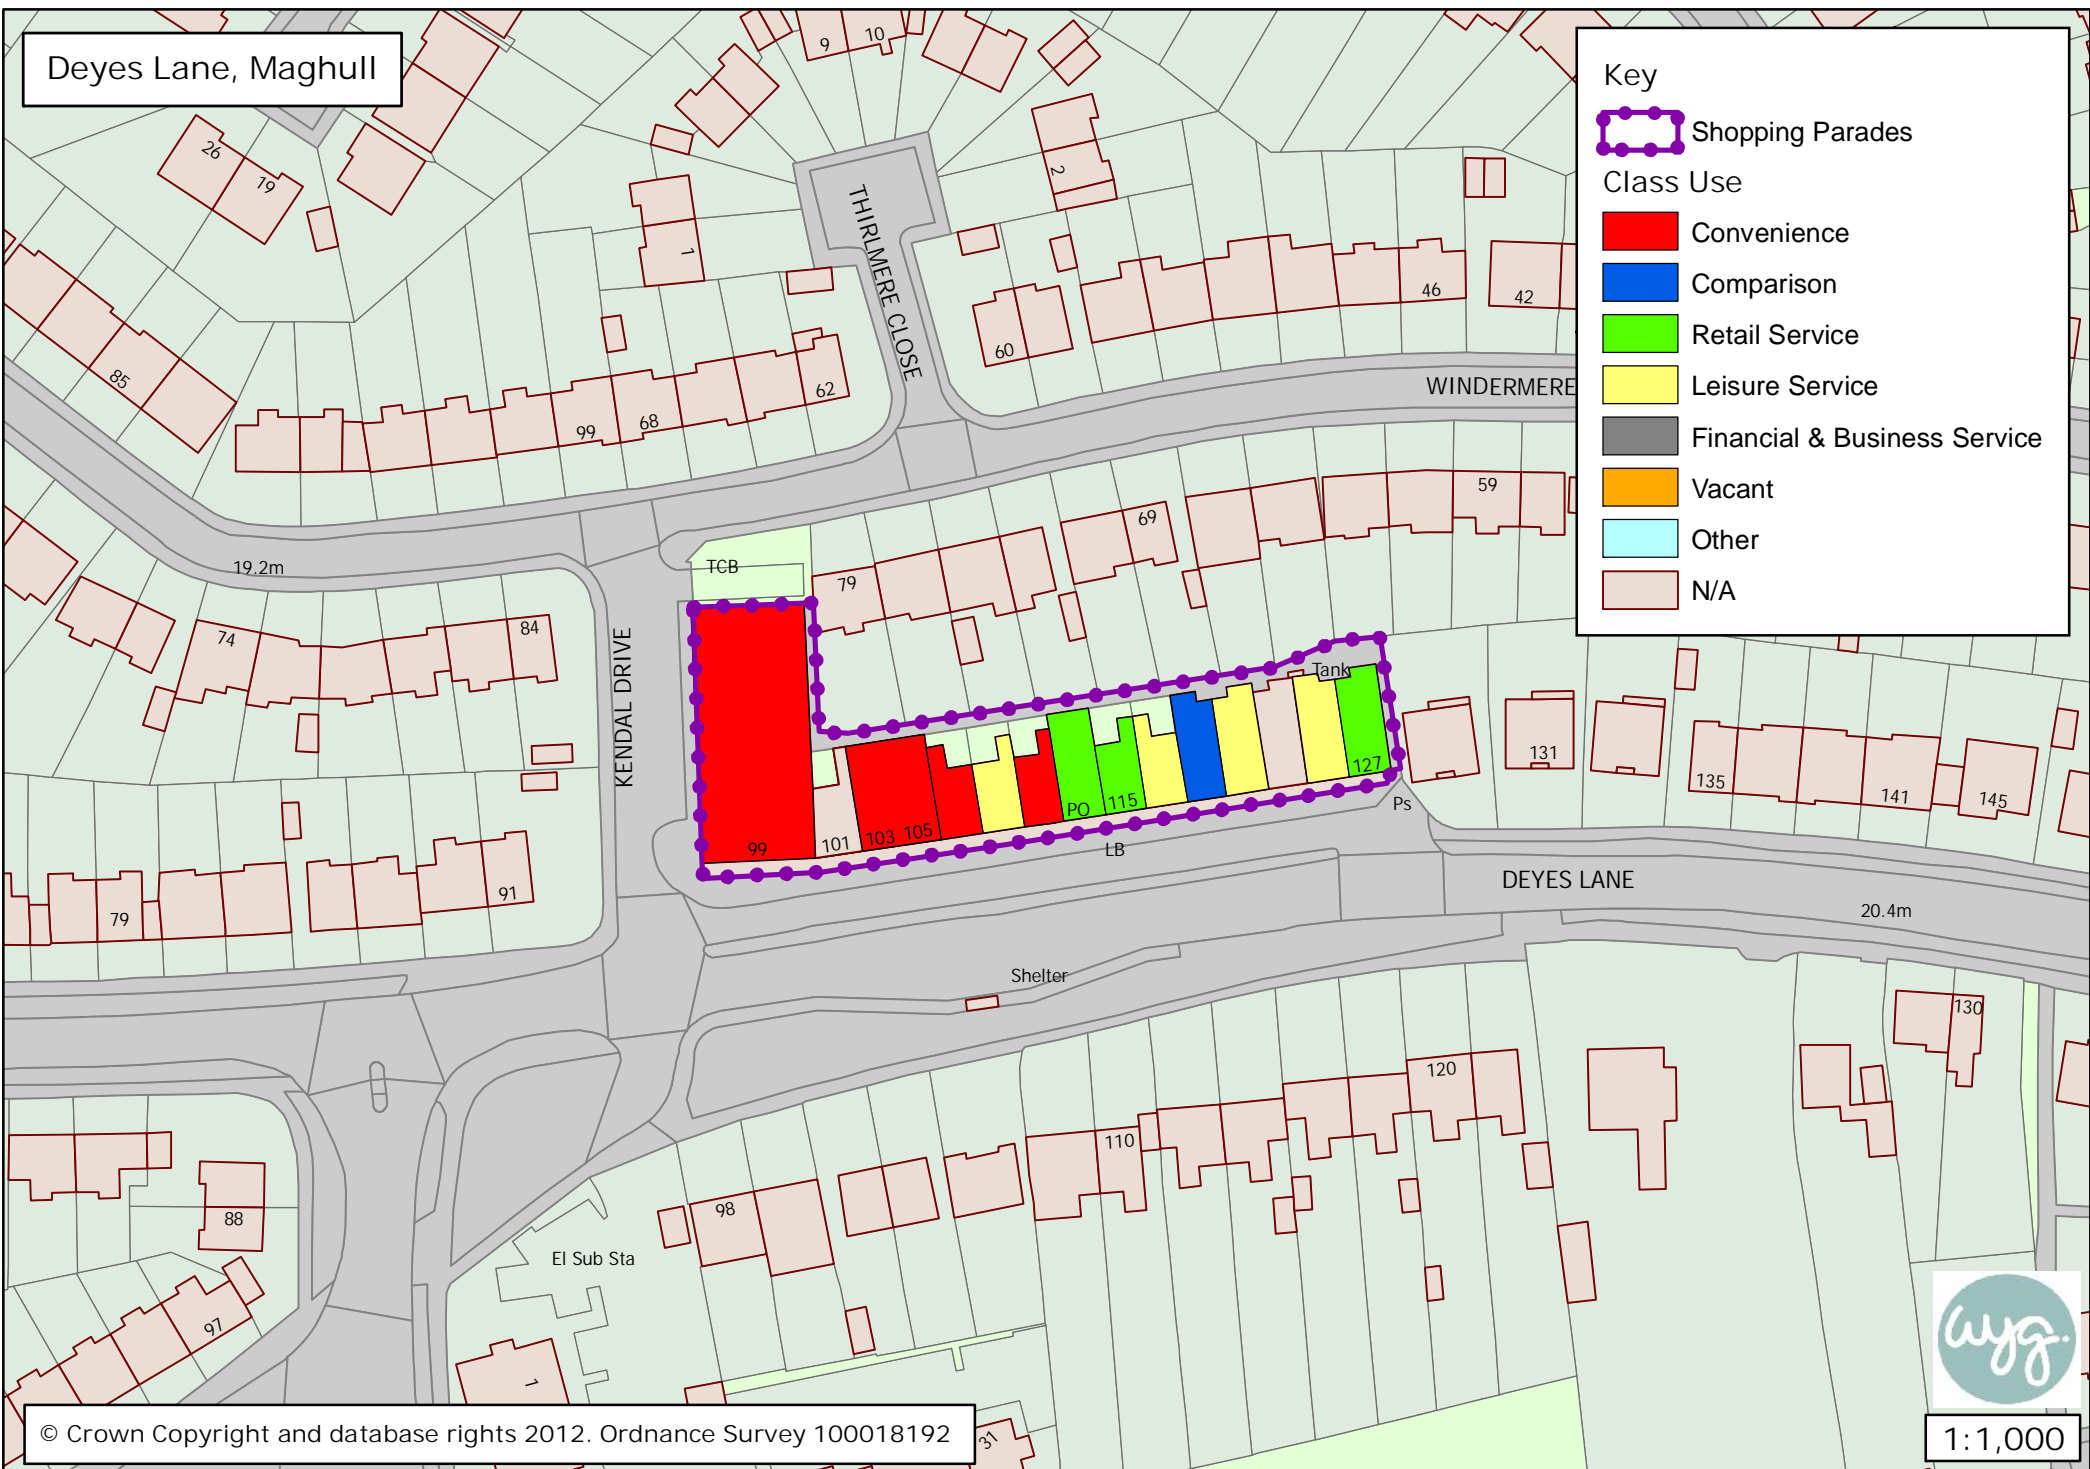 Deyes Lane, Maghull
Key
Shopping Parades
Class Use
Convenience
Comparison
Retail Service
Leisure Service
Financial & Business Service
Vacant
Other
N/A
9
10
26
19
2
1
THIRLMERE CLOSE
46
42
60
85
62
WINDERMERE
99
68
59
69
19.2m
TCB
79
74
84
KENDAL DRIVE
Tank
131
135
141
145
127
PO
115
Ps
99
101
103
105
LB
DEYES LANE
20.4m
91
79
Shelter
130
120
110
98
88
El Sub Sta
97
1
31
ayg.
© Crown Copyright and database rights 2012. Ordnance Survey 100018192
1:1,000